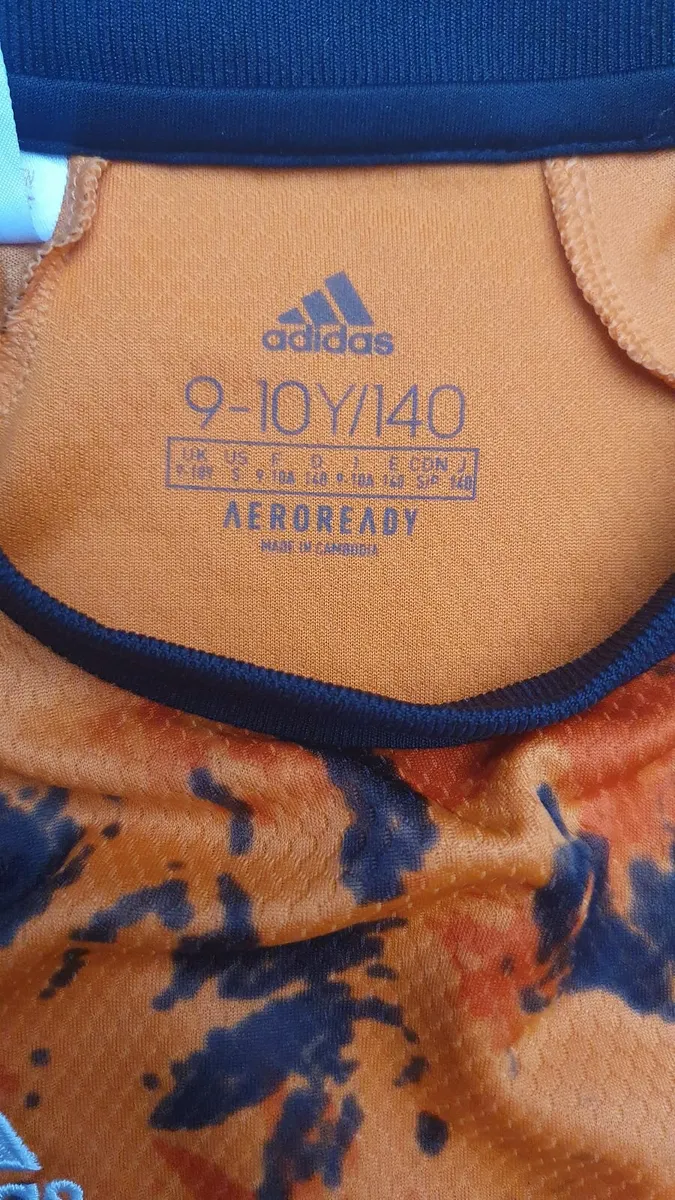 adidas
9-10Y/140
UK US F D I E CDN J
9-10Y S 9-10A 140 9-10A 140 S/P 140
AEROREADY
MADE IN CAMBODIA